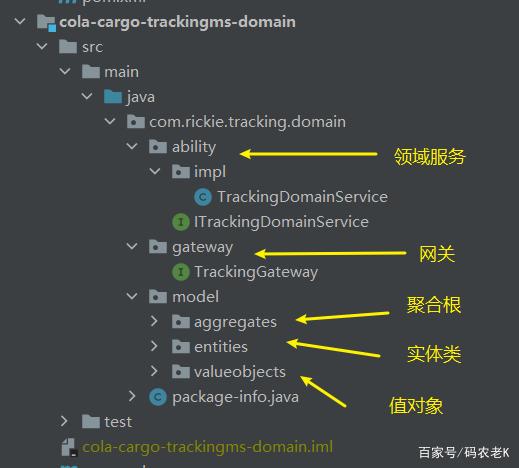 cola-cargo-trackingms-domain
src
main
java
com.rickie.tracking.domain
ability
领域服务
impl
TrackingDomainService
ITrackingDomainService
gateway
网关
TrackingGateway
model
聚合根
aggregates
entities
实体类
valueobjects
package-info.java
值对象
test
cola-cargo-trackingms-domain.iml
百家号/码农老K